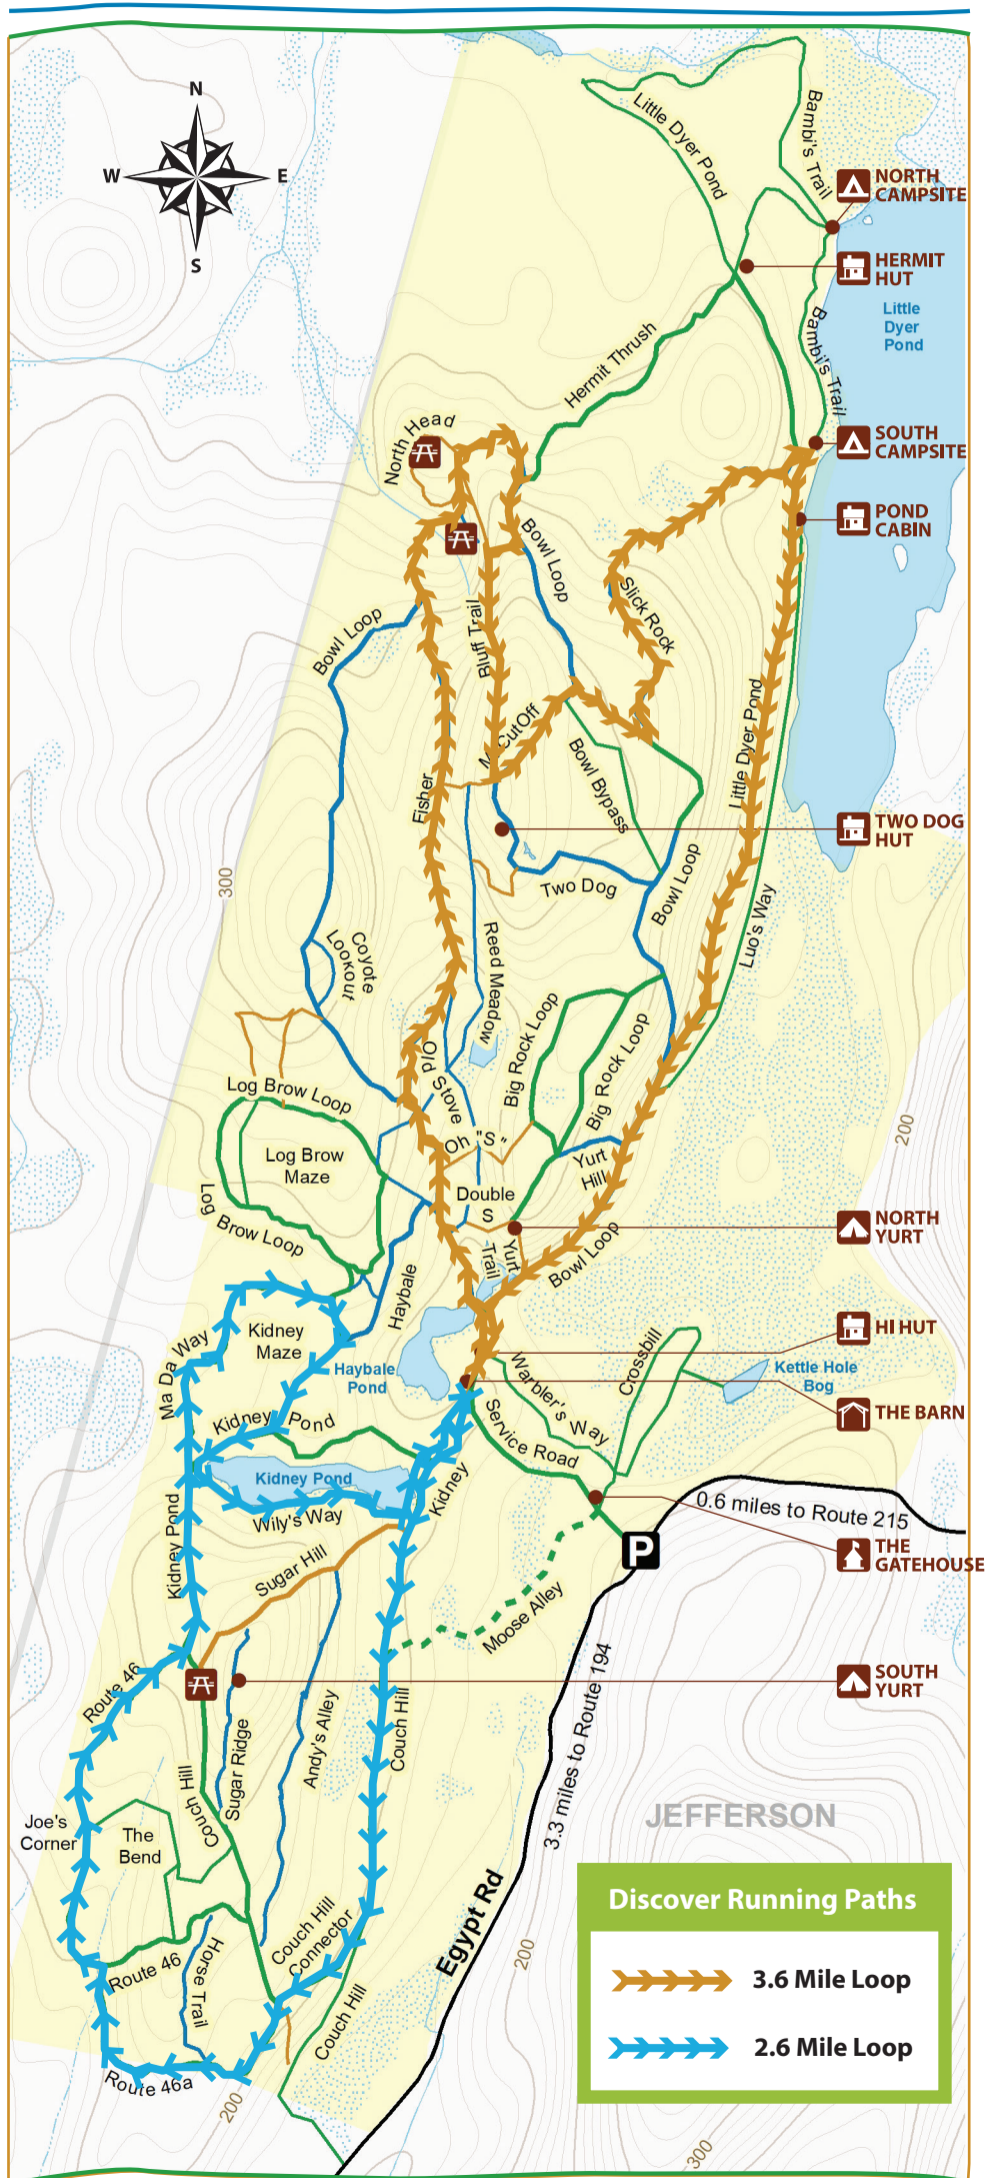 N
W
E
S
Little Dyer Pond
Bambi's Trail
NORTH
CAMPSITE
HERMIT
HUT
Little
Dyer
Pond
Bambi's Trail
Hermit Thrush
North Head
SOUTH
CAMPSITE
POND
CABIN
Bowl Loop
Slick Rock
Bowl Loop
Bluff Trail
Little Dyer Pond
CutOff
Bowl Bypass
Fisher
TWO DOG
HUT
Two Dog
Bowl Loop
300
Luo's Way
Coyote
Lookout
Reed Meadow
Big Rock Loop
Big Rock Loop
Old Stove
Log Brow Loop
200
Oh "S"
Log Brow
Maze
Yurt
Hill
Double
S
Log Brow Loop
NORTH
YURT
Yurt
Trail
Bowl Loop
Haybale
HI HUT
Kidney
Maze
Ma Da Way
Haybale
Pond
Crossbill
Kettle Hole
Bog
Warbler's Way
THE BARN
Kidney Pond
Service Road
Kidney Pond
Kidney
0.6 miles to Route 215
Wily's Way
Kidney Pond
P
THE
GATEHOUSE
Sugar Hill
Moose Alley
3.3 miles to Route 194
SOUTH
YURT
Route 46
Couch Hill
Andy's Alley
Sugar Ridge
Couch Hill
JEFFERSON
Joe's
Corner
The
Bend
Egypt Rd
Discover Running Paths
Couch Hill
Connector
200
Route 46
Horse Trail
3.6 Mile Loop
Couch Hill
2.6 Mile Loop
Route 46a
200
300